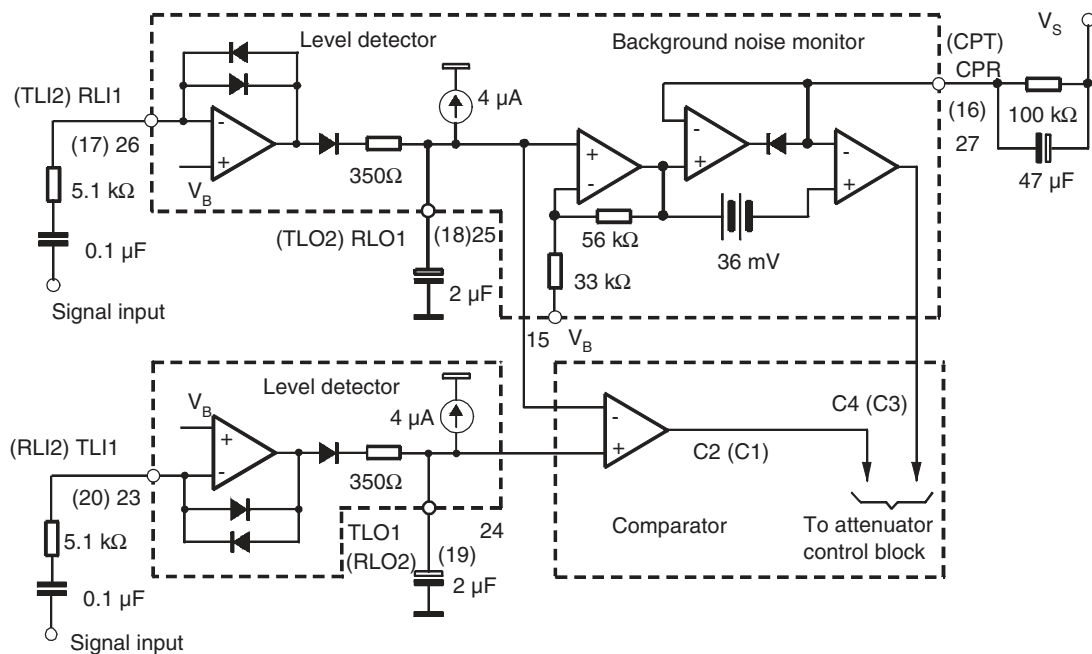 Level detector
Background noise monitor
V_S
(CPT)
CPR
(TLI2) RLI1
4 µA
(16)
100 kΩ
27
47 µF
(17) 26
-
+
V_B
350Ω
+
-
-
+
-
+
5.1 kΩ
0.1 µF
Signal input
(TLO2) RLO1
(18)25
2 µF
56 kΩ
36 mV
33 kΩ
15
V_B
Level detector
V_B
4 µA
(RLI2) TLI1
+
-
350Ω
-
+
C4 (C3)
C2 (C1)
(20) 23
5.1 kΩ
0.1 µF
Signal input
TLO1
(RLO2)
24
(19)
2 µF
Comparator
To attenuator
control block